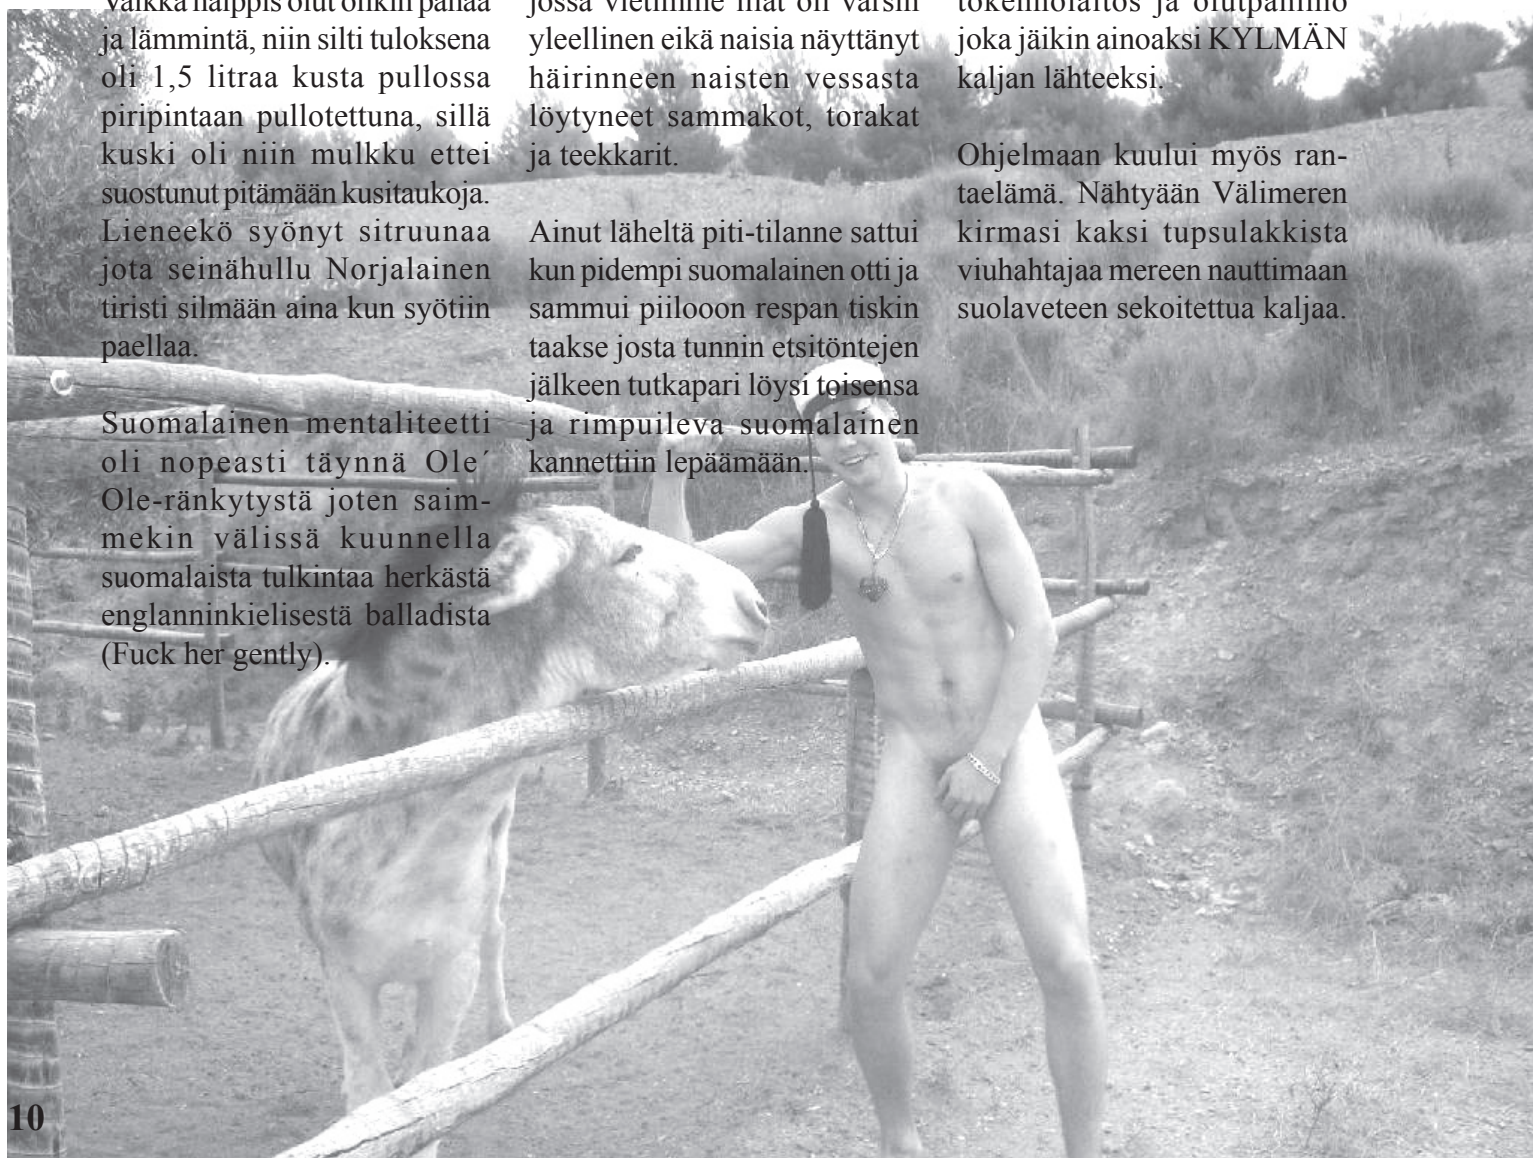 Vaikka halppis olut olikin pahaa
ja lämmintä, niin silti tuloksena
oli 1,5 litraa kusta pullossa
piripintaan pullotettuna, sillä
kuski oli niin mulkku ettei
suostunut pitämään kusitaukoja.
Lieneekö syönyt sitruunaa
jota seinähullu Norjalainen
tiristi silmään aina kun syötiin
paellaa.
Suomalainen mentaliteetti
oli nopeasti täynnä Ole´
Ole-ränkytystä joten saim-
mekin välissä kuunnella
suomalaista tulkintaa herkästä
englanninkielisestä balladista
(Fuck her gently).
jossa vietimme illat oli varsin
yleellinen eikä naisia näyttänyt
häirinneen naisten vessasta
löytyneet sammakot, torakat
ja teekkarit.
Ainut läheltä piti-tilanne sattui
kun pidempi suomalainen otti ja
sammui piilooon respan tiskin
taakse josta tunnin etsitöntejen
jälkeen tutkapari löysi toisensa
ja rimpuileva suomalainen
kannettiin lepäämään.
ja olutpallino
joka jäikin ainoaksi KYLMÄN
kaljan lähteeksi.
Ohjelmaan kuului myös ran-
taelämä. Nähtyään Välimeren
kirmasi kaksi tupsulakkista
viuhahtajaa mereen nauttimaan
suolaveteen sekoitettua kaljaa.
10